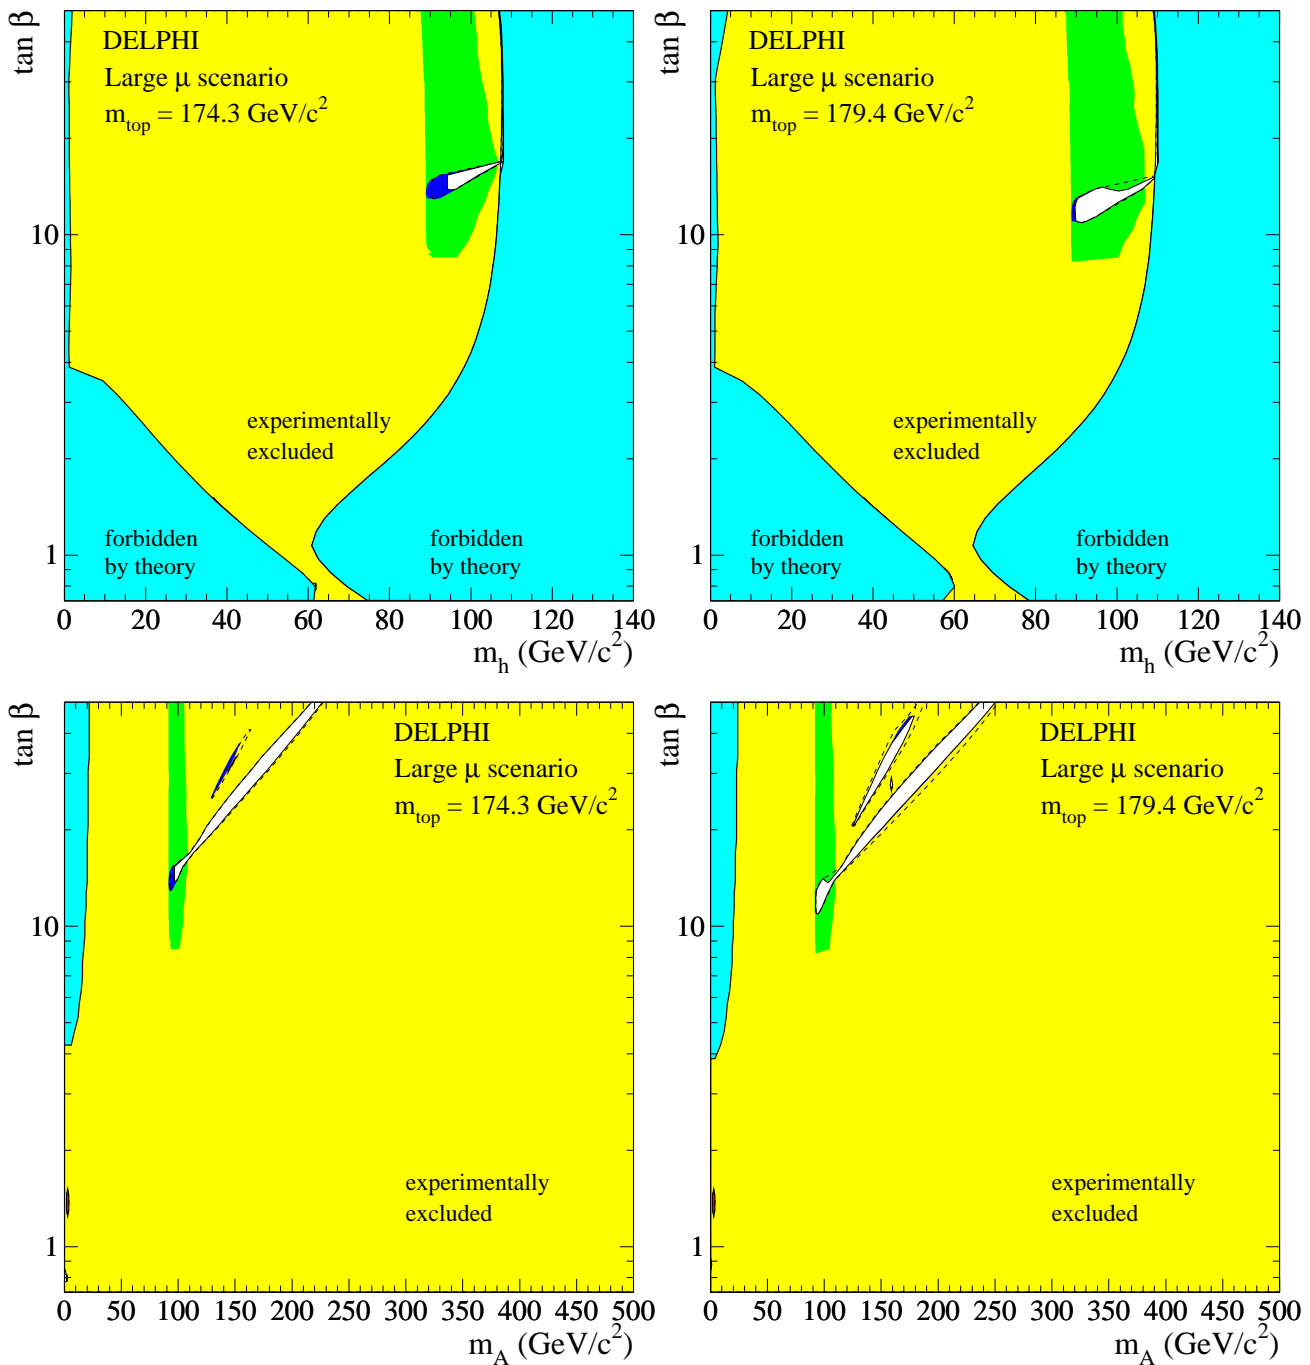 DELPHI
Large μ scenario
m_top = 174.3 GeV/c²
tan β
10
1
experimentally
excluded
forbidden
by theory
forbidden
by theory
0 20 40 60 80 100 120 140
m_h (GeV/c²)
DELPHI
Large μ scenario
m_top = 179.4 GeV/c²
tan β
10
1
experimentally
excluded
forbidden
by theory
forbidden
by theory
0 20 40 60 80 100 120 140
m_h (GeV/c²)
DELPHI
Large μ scenario
m_top = 174.3 GeV/c²
tan β
10
1
experimentally
excluded
0 50 100 150 200 250 300 350 400 450 500
m_A (GeV/c²)
DELPHI
Large μ scenario
m_top = 179.4 GeV/c²
tan β
10
1
experimentally
excluded
0 50 100 150 200 250 300 350 400 450 500
m_A (GeV/c²)